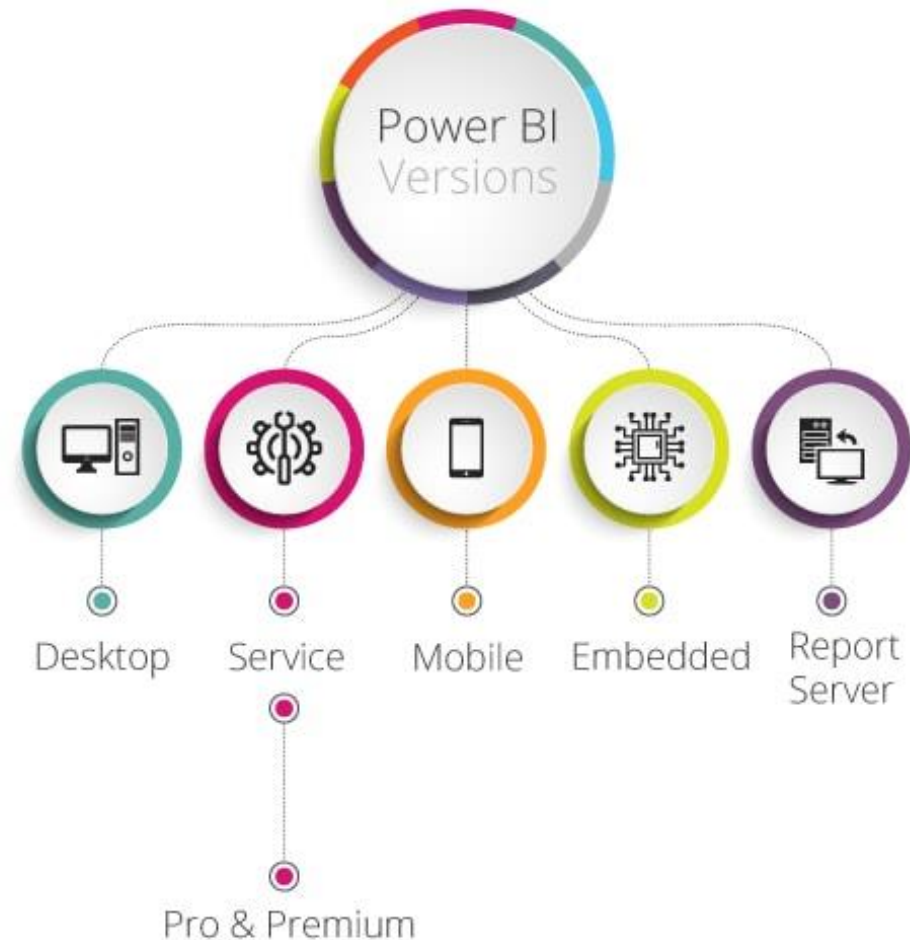 Power BI
Versions
Desktop
Service
Mobile
Embedded
Report
Server
Pro & Premium